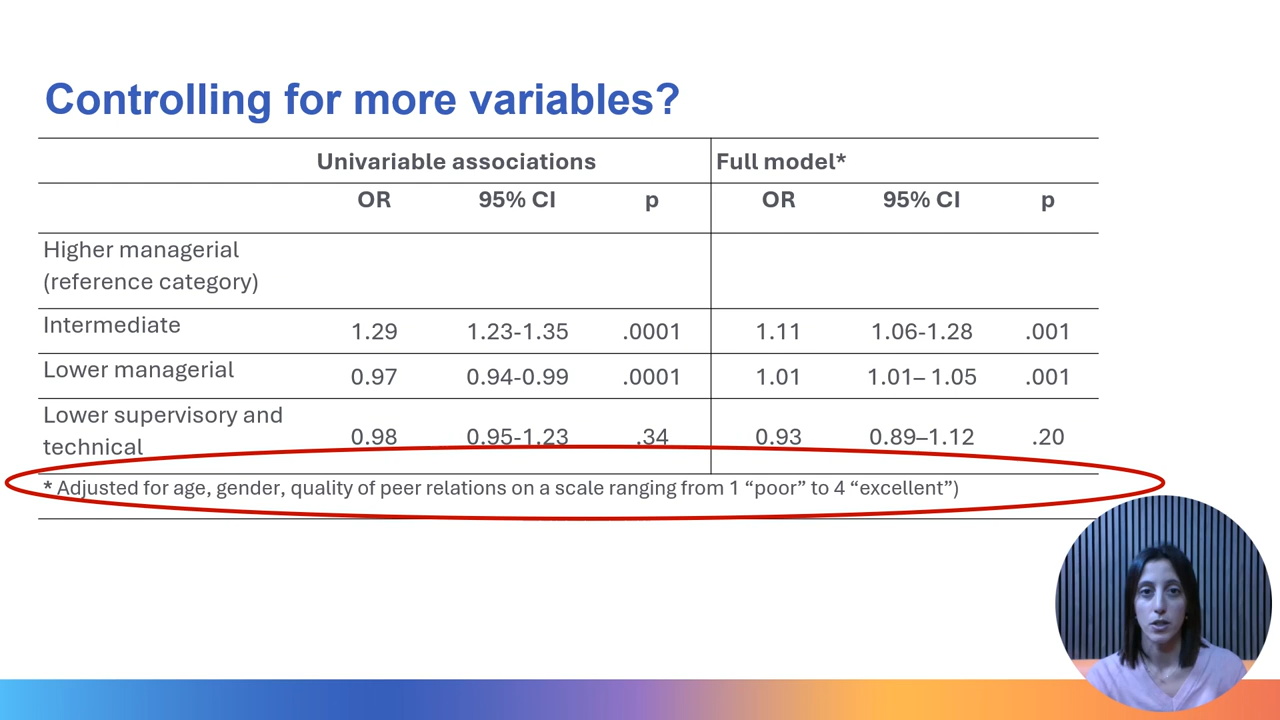 Controlling for more variables?
Univariable associations Full model*
OR 95% CI p OR 95% CI p
Higher managerial
(reference category)
Intermediate 1.29 1.23-1.35 .0001 1.11 1.06-1.28 .001
Lower managerial 0.97 0.94-0.99 .0001 1.01 1.01– 1.05 .001
Lower supervisory and
technical 0.98 0.95-1.23 .34 0.93 0.89–1.12 .20
* Adjusted for age, gender, quality of peer relations on a scale ranging from 1 “poor” to 4 “excellent”)